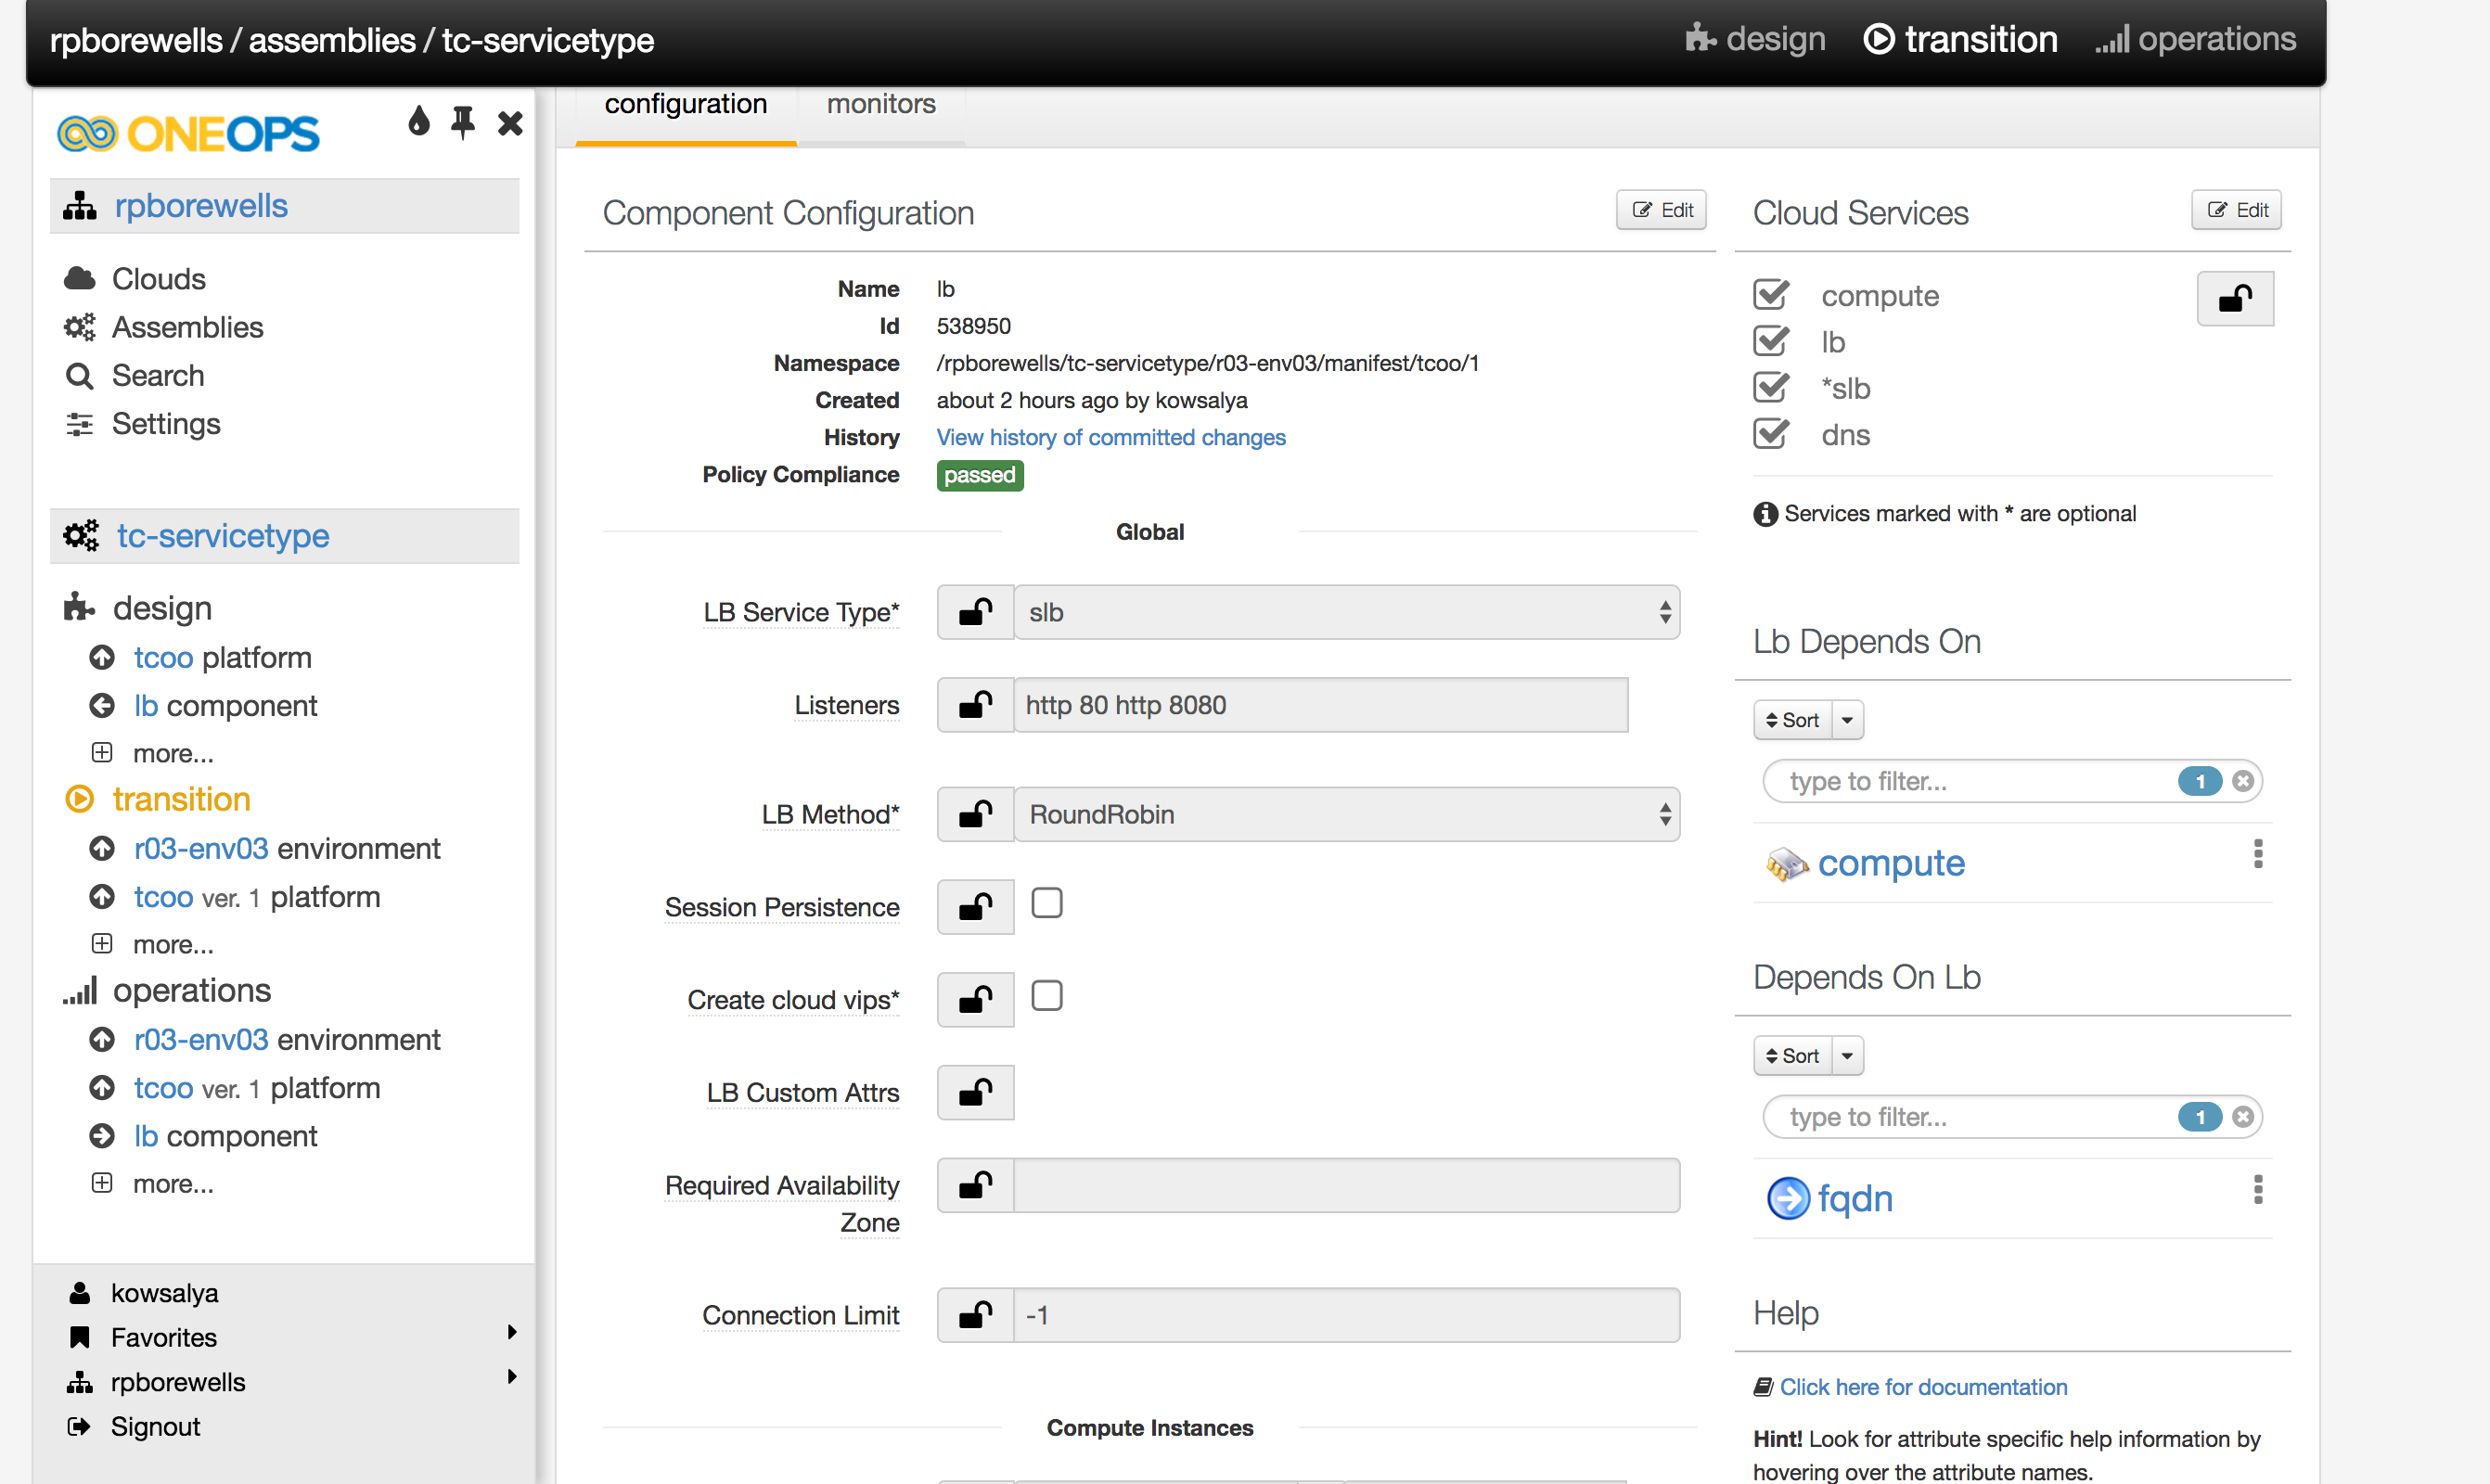 rpborewells / assemblies / tc-servicetype
design
transition
operations
ONEOPS
rpborewells
Clouds
Assemblies
Search
Settings
tc-servicetype
design
tcoo platform
lb component
more...
transition
r03-env03 environment
tcoo ver. 1 platform
more...
operations
r03-env03 environment
tcoo ver. 1 platform
lb component
more...
kowsalya
Favorites
rpborewells
Signout
configuration
monitors
Component Configuration
Edit
Name lb
Id 538950
Namespace /rpborewells/tc-servicetype/r03-env03/manifest/tcoo/1
Created about 2 hours ago by kowsalya
History View history of committed changes
Policy Compliance passed
Global
LB Service Type* slb
Listeners http 80 http 8080
LB Method* RoundRobin
Session Persistence
Create cloud vips*
LB Custom Attrs
Required Availability
Zone
Connection Limit -1
Compute Instances
Cloud Services
Edit
compute
lb
*slb
dns
Services marked with * are optional
Lb Depends On
Sort
type to filter... 1
compute
Depends On Lb
Sort
type to filter... 1
fqdn
Help
Click here for documentation
Hint! Look for attribute specific help information by
hovering over the attribute names.